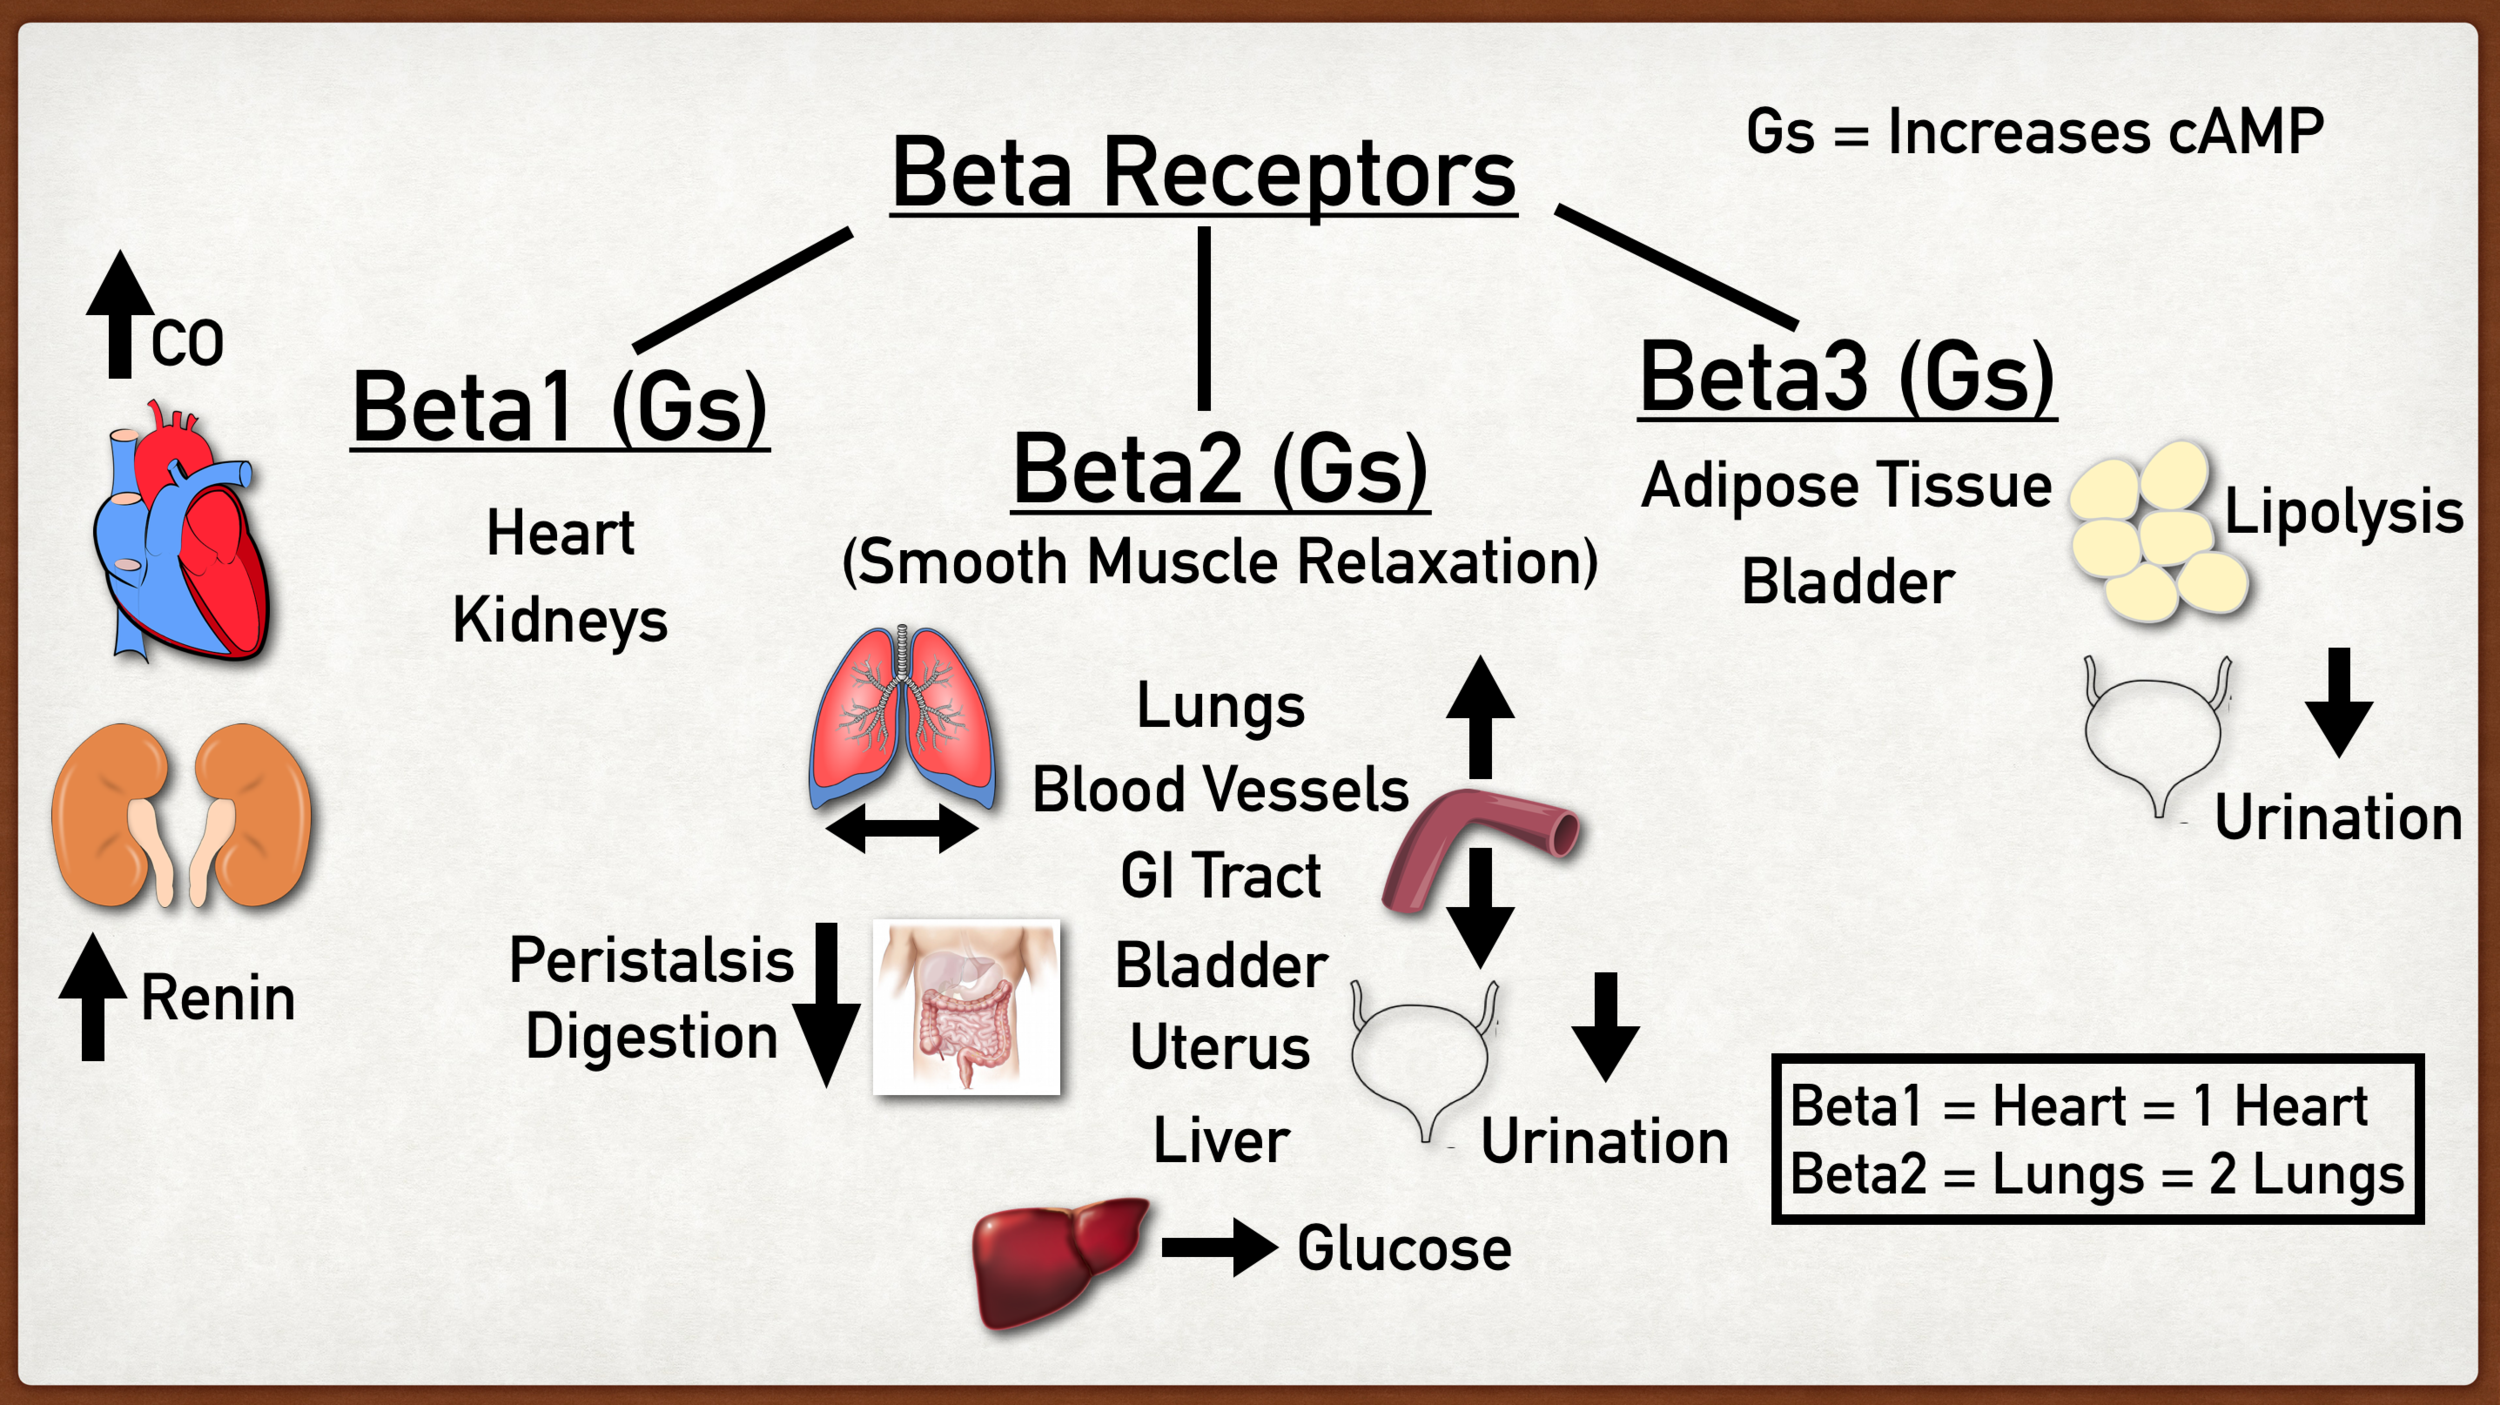 Gs = Increases cAMP
Beta Receptors
CO
Beta1 (Gs)
Heart
Kidneys
Renin
Beta2 (Gs)
(Smooth Muscle Relaxation)
Lungs
Blood Vessels
GI Tract
Bladder
Uterus
Liver
Peristalsis
Digestion
Urination
Glucose
Beta3 (Gs)
Adipose Tissue
Bladder
Lipolysis
Urination
Beta1 = Heart = 1 Heart
Beta2 = Lungs = 2 Lungs